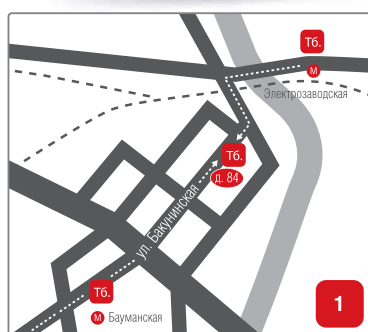 Тб.
М
Электрозаводская
Тб.
д. 84
ул. Бакунинская
Тб.
М Бауманская
1